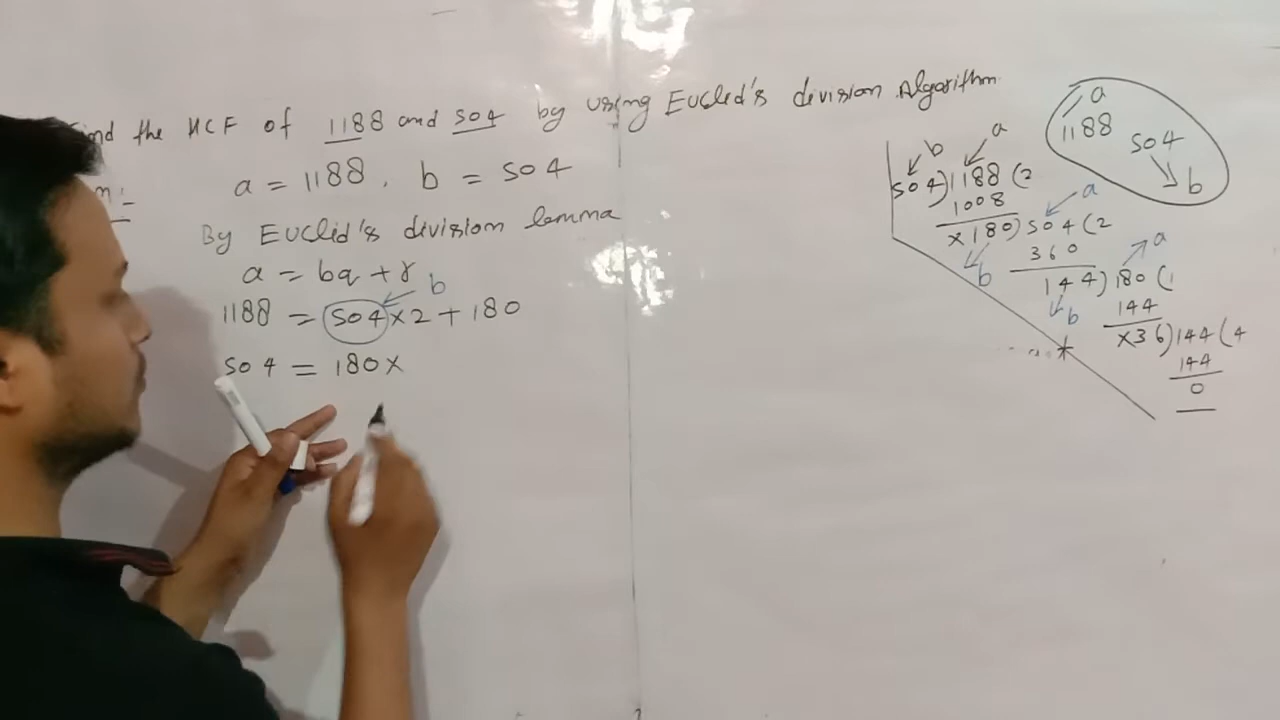 find the HCF of 1188 and 504 by using Euclid's division Algorithm.
n:-
a = 1188, b = 504
By Euclid's division lemma
a = bq + r
b
1188 = 504 × 2 + 180
504 = 180 ×
b a
504)1188(2
1008
×180)504(2 a
b 360
144)180(1 a
b 144
×36)144(4
144
0
a
1188
504
b